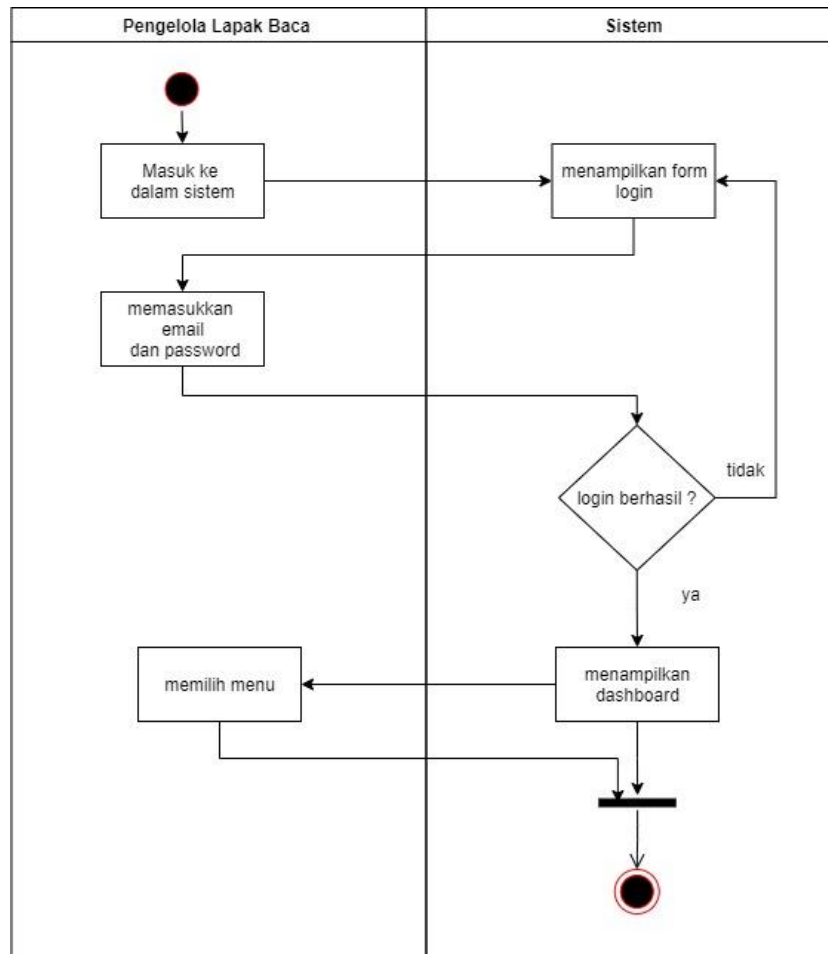 Pengelola Lapak Baca
Sistem
Masuk ke
dalam sistem
menampilkan form
login
memasukkan
email
dan password
login berhasil ?
tidak
ya
menampilkan
dashboard
memilih menu